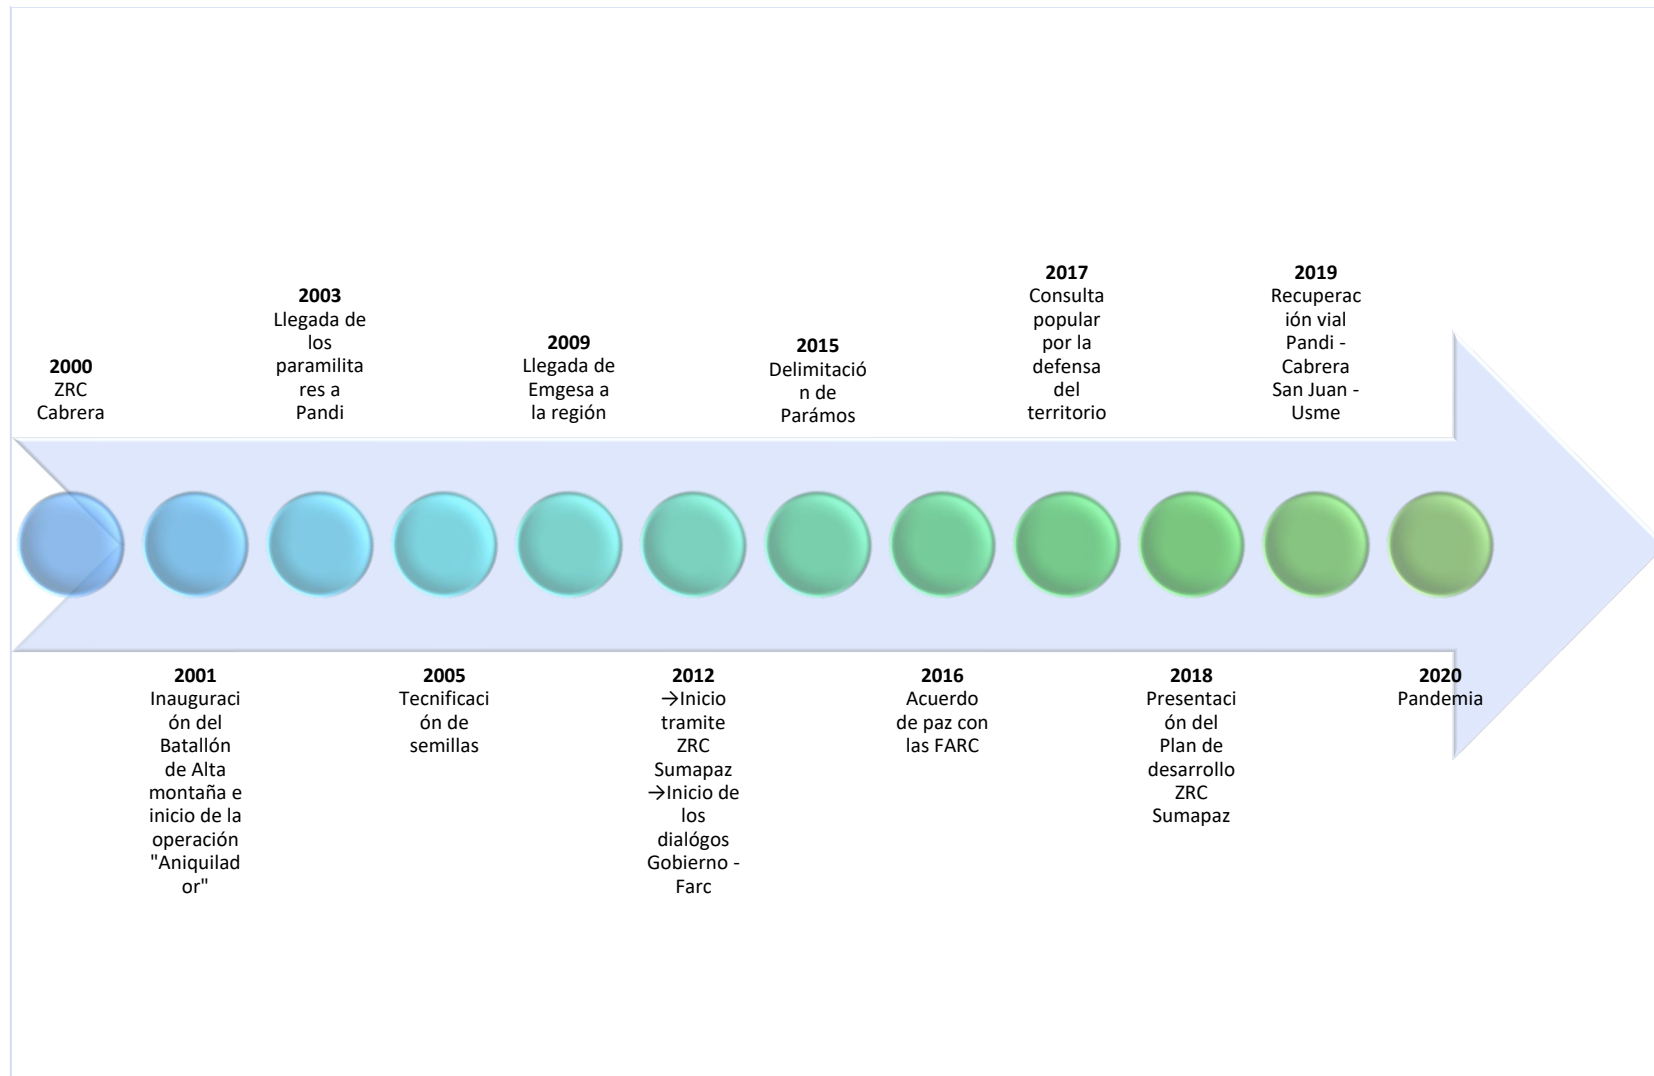 2000
ZRC
Cabrera
2001
Inauguraci
ón del
Batallón
de Alta
montaña e
inicio de la
operación
"Aniquilad
or"
2003
Llegada de
los
paramilita
res a
Pandi
2005
Tecnificaci
ón de
semillas
2009
Llegada de
Emgesa a
la región
2012
→Inicio
tramite
ZRC
Sumapaz
→Inicio de
los
dialógos
Gobierno -
Farc
2015
Delimitació
n de
Parámos
2016
Acuerdo
de paz con
las FARC
2017
Consulta
popular
por la
defensa
del
territorio
2018
Presentaci
ón del
Plan de
desarrollo
ZRC
Sumapaz
2019
Recuperac
ión vial
Pandi -
Cabrera
San Juan -
Usme
2020
Pandemia